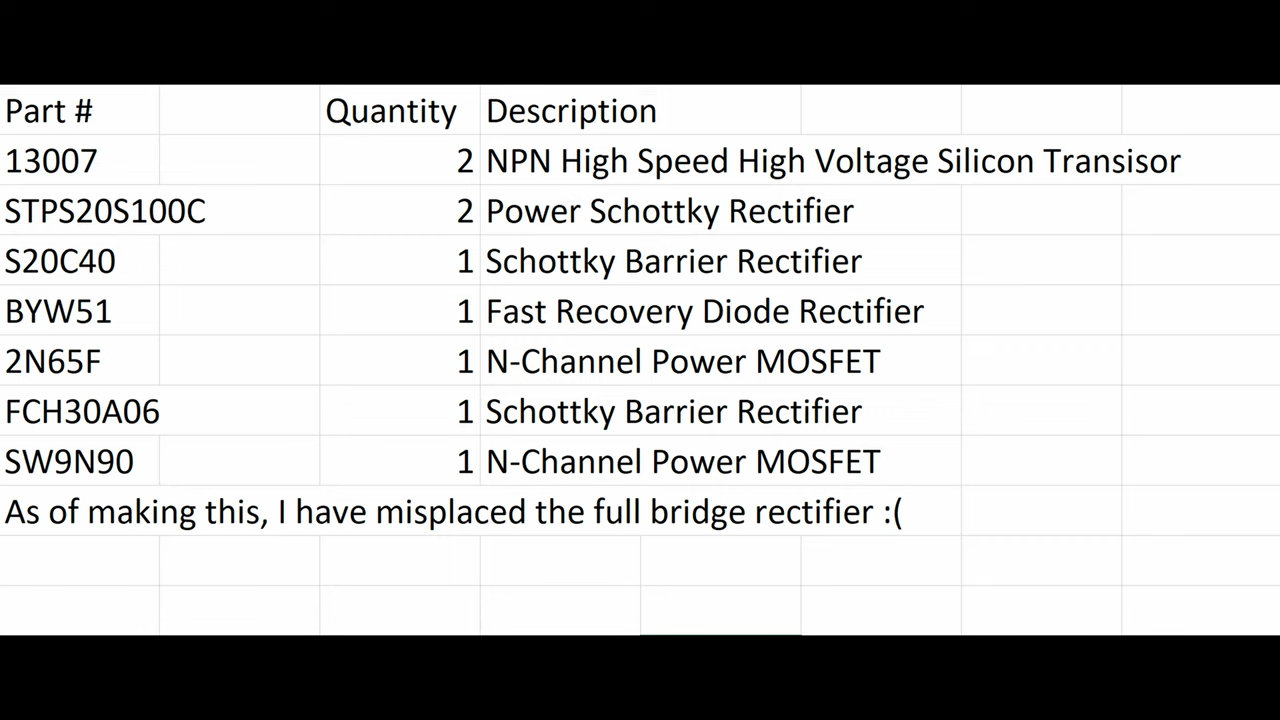 Part # Quantity Description
13007 2 NPN High Speed High Voltage Silicon Transisor
STPS20S100C 2 Power Schottky Rectifier
S20C40 1 Schottky Barrier Rectifier
BYW51 1 Fast Recovery Diode Rectifier
2N65F 1 N-Channel Power MOSFET
FCH30A06 1 Schottky Barrier Rectifier
SW9N90 1 N-Channel Power MOSFET
As of making this, I have misplaced the full bridge rectifier :(